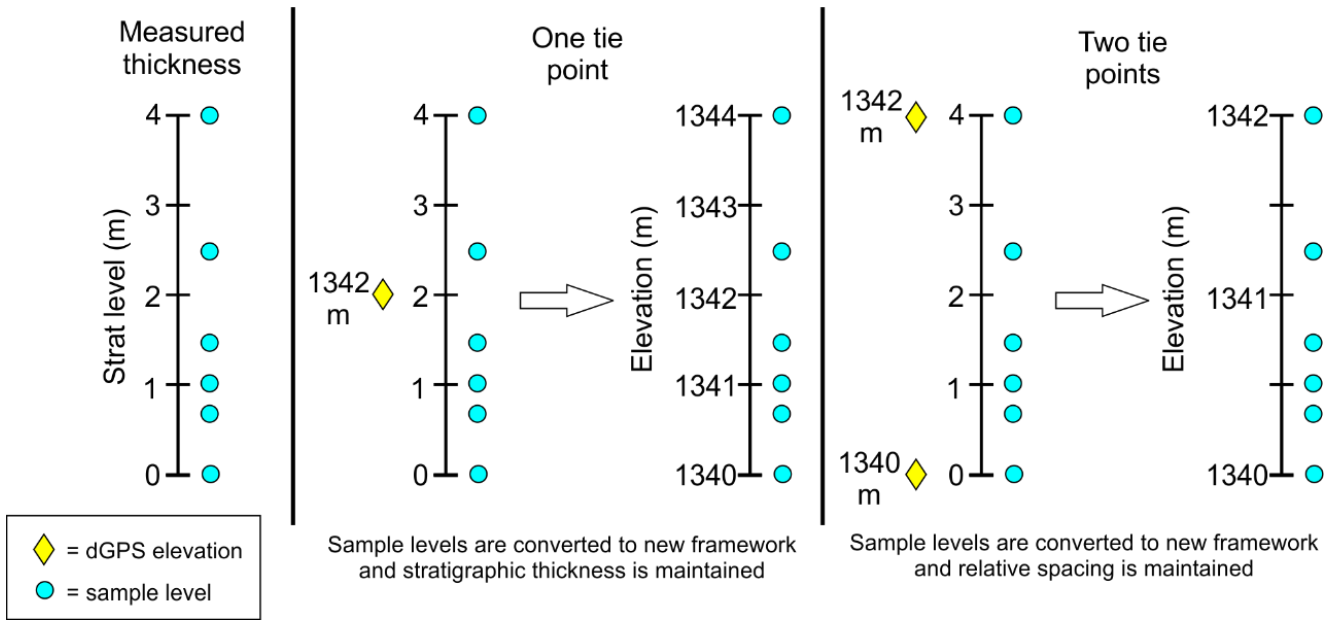 Measured
thickness
4
3
2
1
0
Strat level (m)
One tie
point
1342
m
4
3
2
1
0
Elevation (m)
1344
1343
1342
1341
1340
Sample levels are converted to new framework
and stratigraphic thickness is maintained
Two tie
points
1342
m
1340
m
4
3
2
1
0
Elevation (m)
1342
1341
1340
Sample levels are converted to new framework
and relative spacing is maintained
= dGPS elevation
= sample level